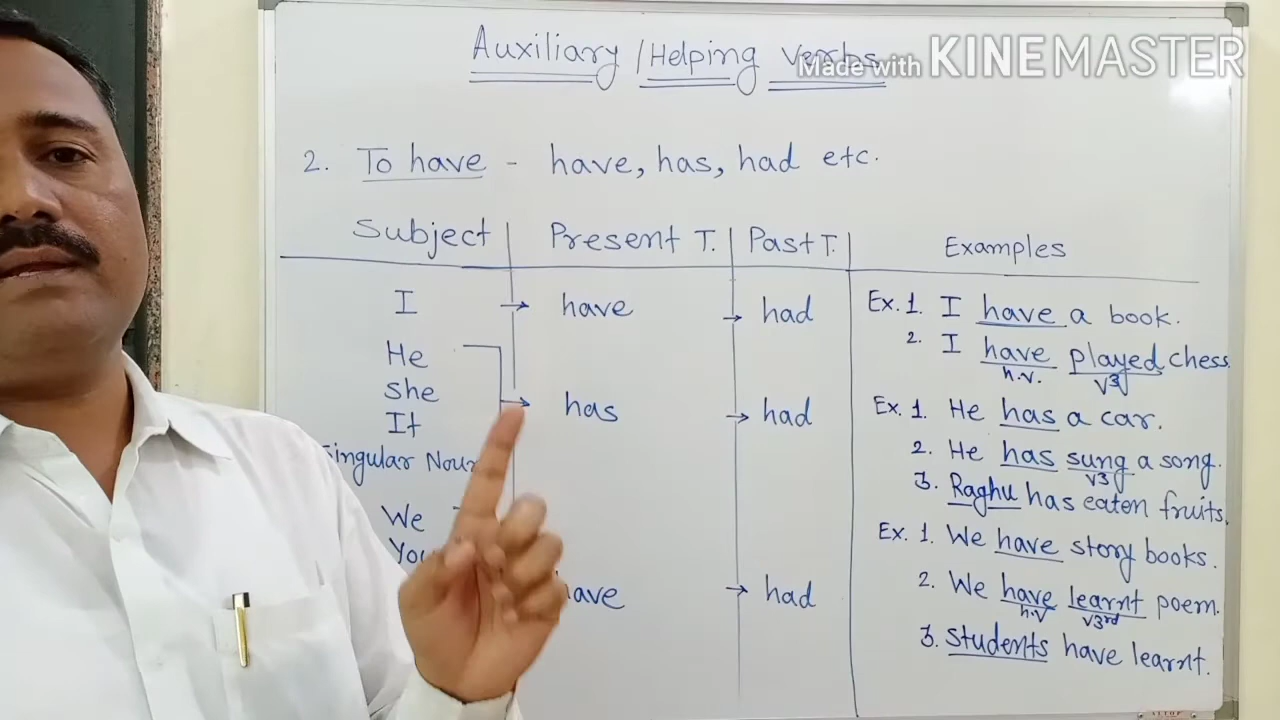 Auxiliary / Helping Verbs
Made with KINEMASTER
2. To have - have, has, had etc.
Subject Present T. Past T. Examples
I → have → had
He
She
It
→ has → had
Singular
We
have → had
Ex. 1. I have a book.
2. I have played chess
h.v. V3
Ex. 1. He has a car.
2. He has sung a song.
V3
3. Raghu has eaten fruits.
Ex. 1. We have story books.
2. We have learnt poem.
h.v V3rd
3. Students have learnt.